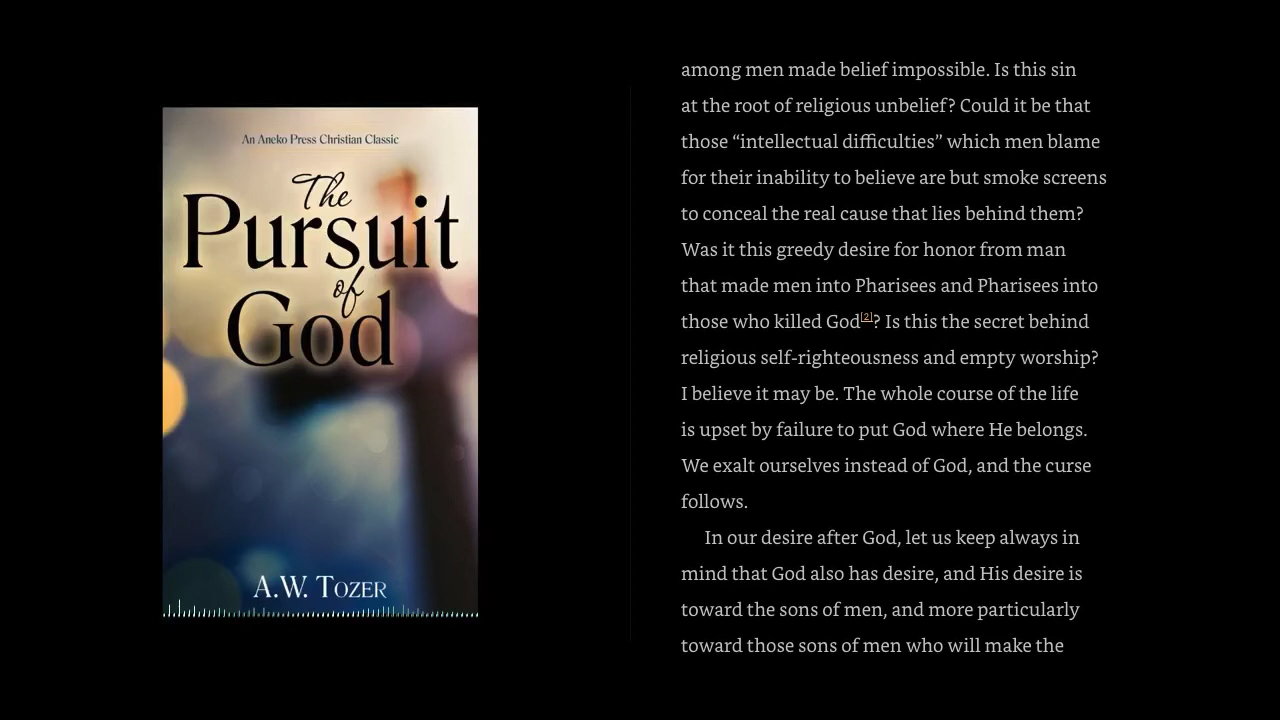 An Aneko Press Christian Classic
The
Pursuit
of
God
A.W. Tozer
among men made belief impossible. Is this sin
at the root of religious unbelief? Could it be that
those “intellectual difficulties” which men blame
for their inability to believe are but smoke screens
to conceal the real cause that lies behind them?
Was it this greedy desire for honor from man
that made men into Pharisees and Pharisees into
those who killed God[2]? Is this the secret behind
religious self-righteousness and empty worship?
I believe it may be. The whole course of the life
is upset by failure to put God where He belongs.
We exalt ourselves instead of God, and the curse
follows.
In our desire after God, let us keep always in
mind that God also has desire, and His desire is
toward the sons of men, and more particularly
toward those sons of men who will make the